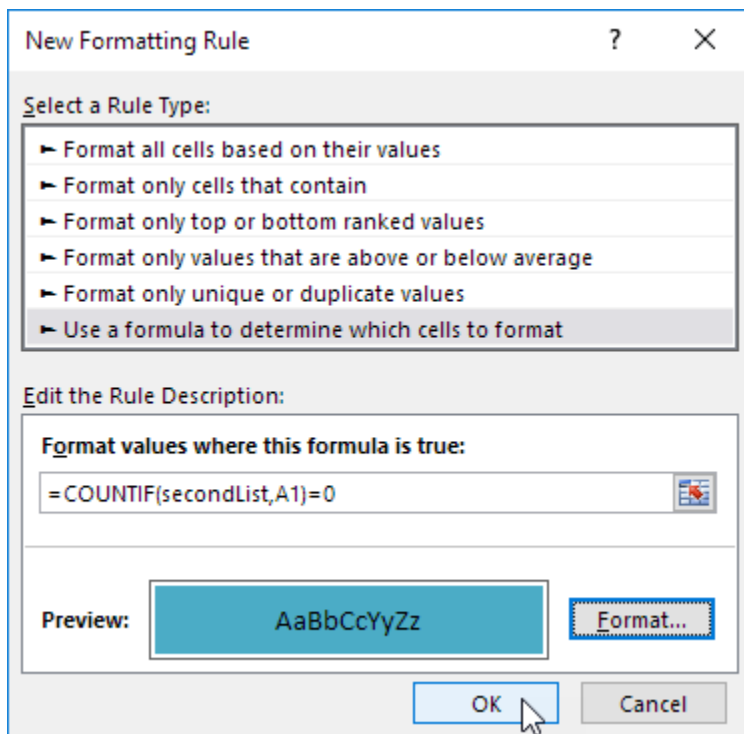 New Formatting Rule
? X
Select a Rule Type:
► Format all cells based on their values
► Format only cells that contain
► Format only top or bottom ranked values
► Format only values that are above or below average
► Format only unique or duplicate values
► Use a formula to determine which cells to format
Edit the Rule Description:
Format values where this formula is true:
=COUNTIF(secondList,A1)=0
Preview: AaBbCcYyZz Format...
OK Cancel